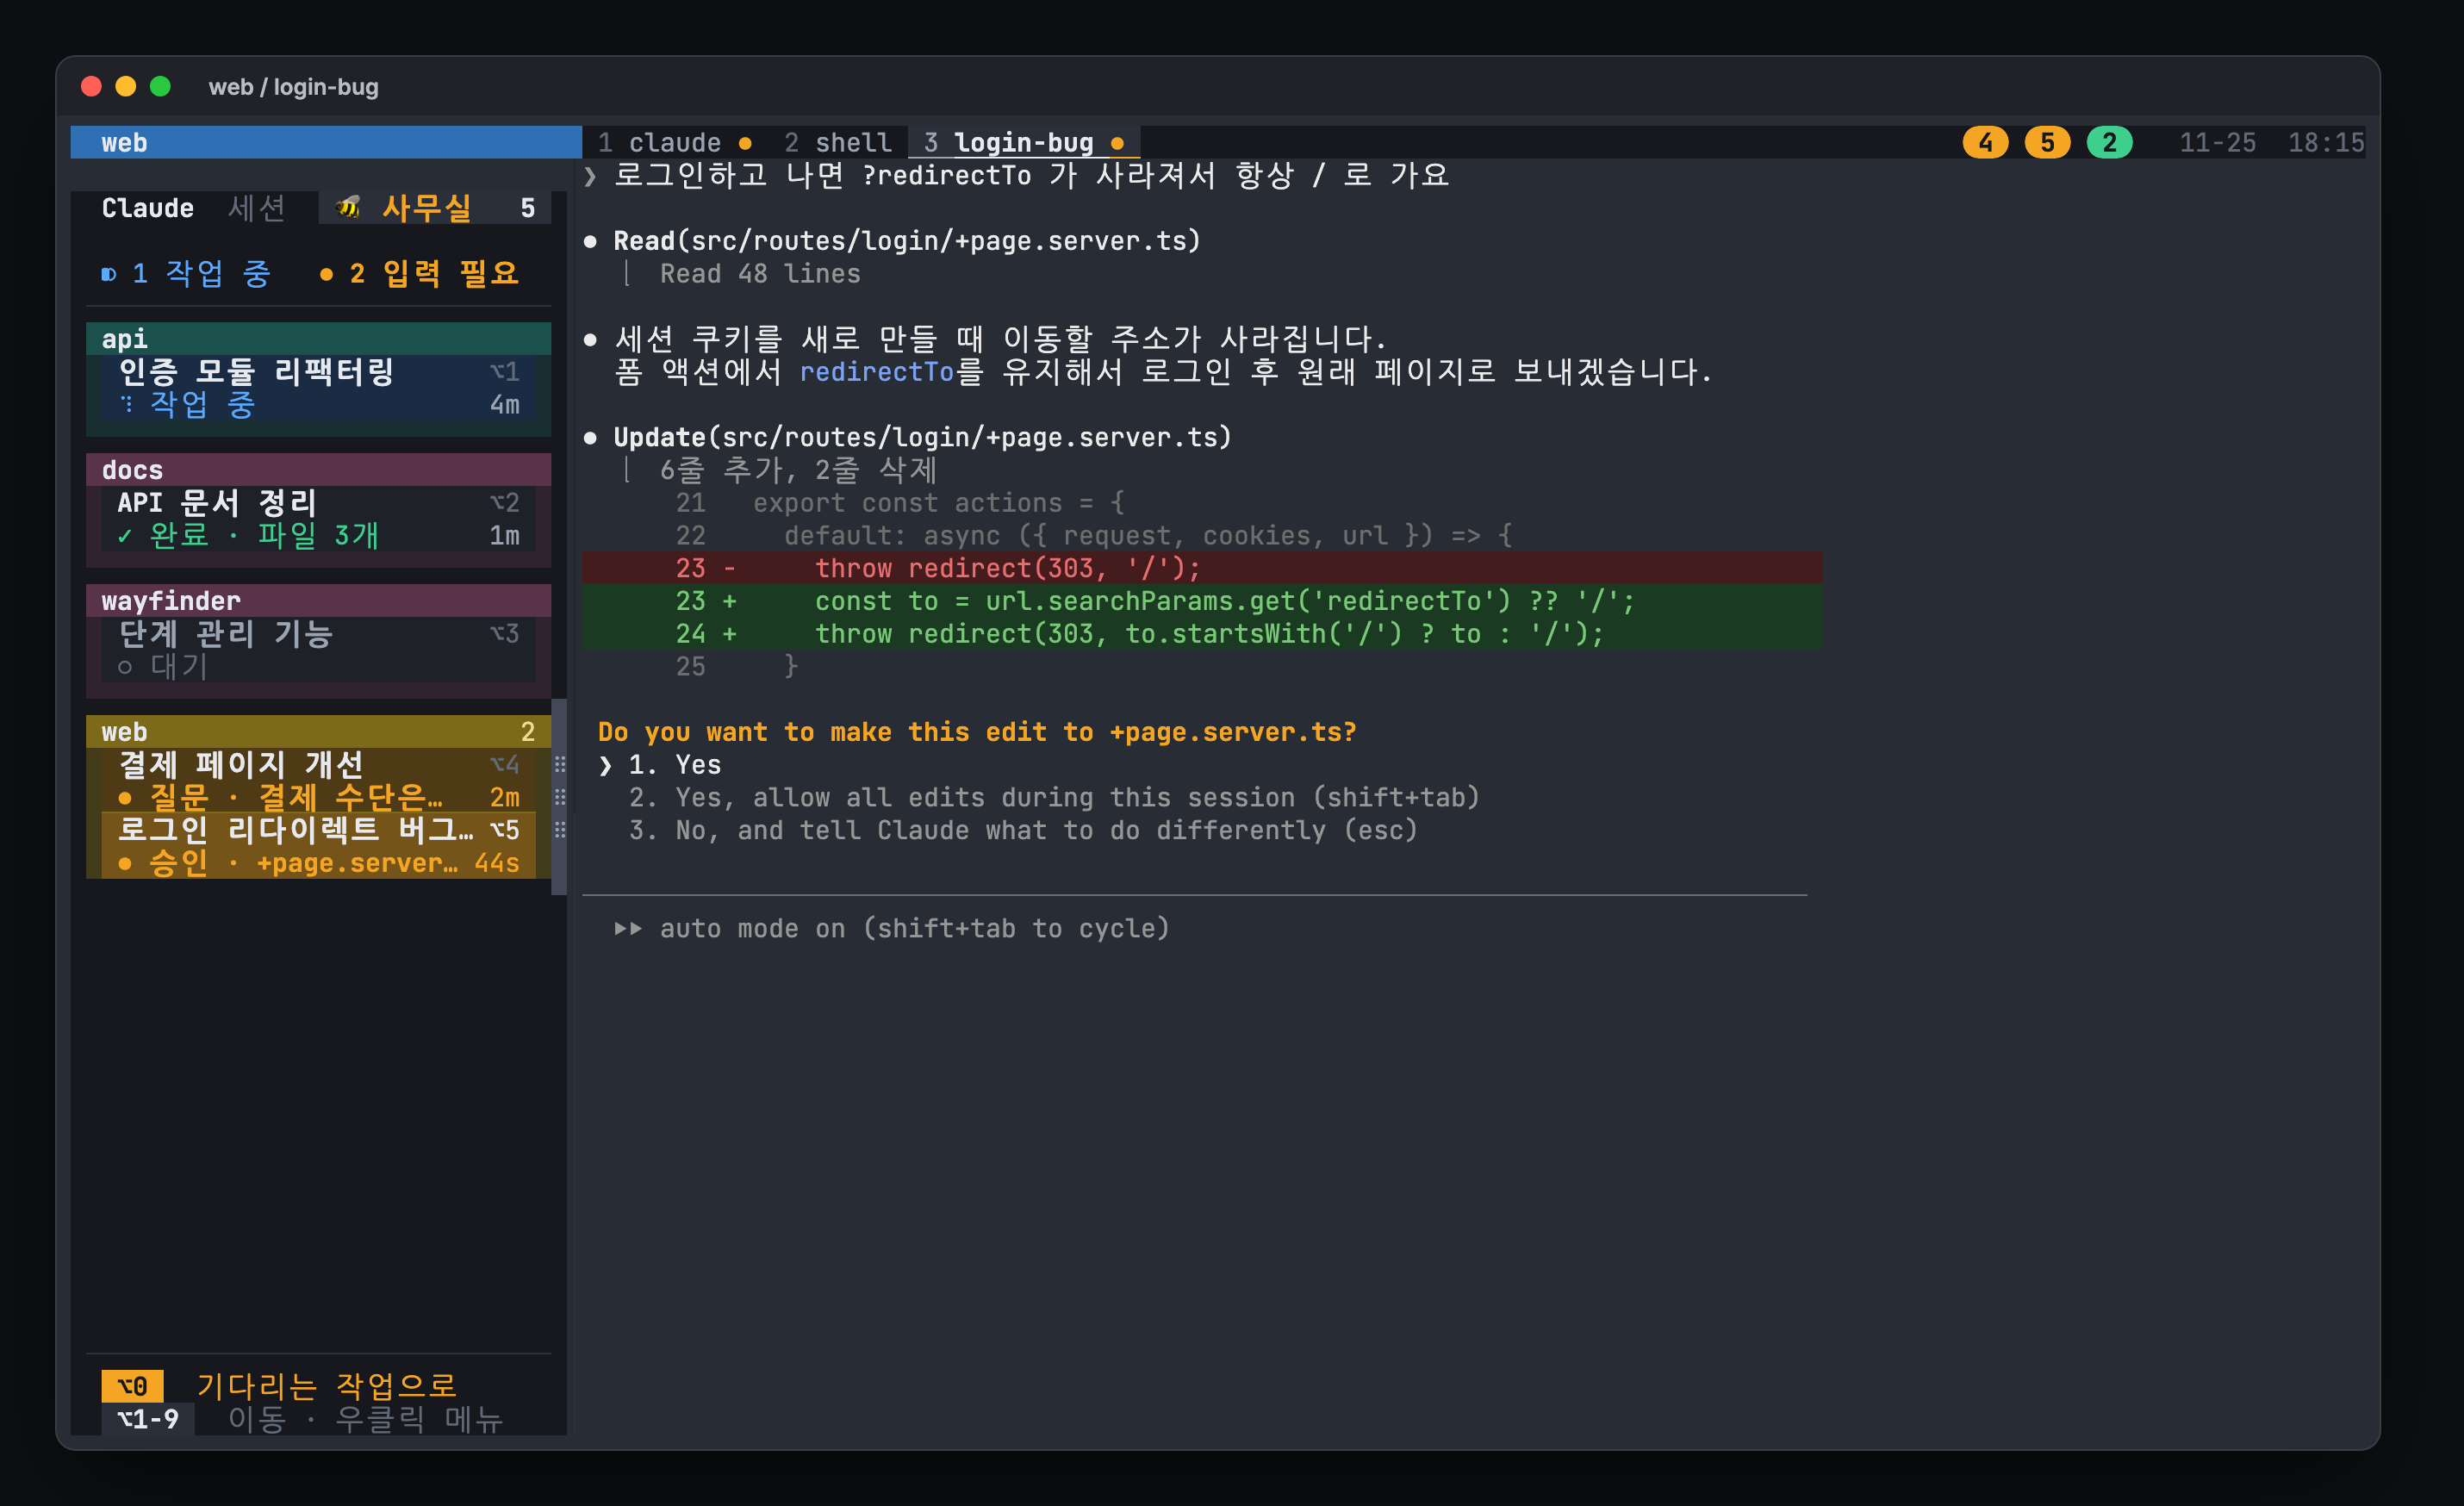 web / login-bug
web
1 claude ● 2 shell 3 login-bug ● 4 5 2 11-25 18:15
Claude 세션 🐝 사무실 5
1 작업 중 ● 2 입력 필요
api
인증 모듈 리팩터링 ⌥1
작업 중 4m
docs
API 문서 정리 ⌥2
✓ 완료 · 파일 3개 1m
wayfinder
단계 관리 기능 ⌥3
○ 대기
web 2
결제 페이지 개선 ⌥4
● 질문 · 결제 수단은… 2m
로그인 리다이렉트 버그… ⌥5
● 승인 · +page.server… 44s
⌥0 기다리는 작업으로
⌥1-9 이동 · 우클릭 메뉴
❯ 로그인하고 나면 ?redirectTo 가 사라져서 항상 / 로 가요
● Read(src/routes/login/+page.server.ts)
⎣ Read 48 lines
● 세션 쿠키를 새로 만들 때 이동할 주소가 사라집니다.
폼 액션에서 redirectTo를 유지해서 로그인 후 원래 페이지로 보내겠습니다.
● Update(src/routes/login/+page.server.ts)
⎣ 6줄 추가, 2줄 삭제
21 export const actions = {
22 default: async ({ request, cookies, url }) => {
23 - throw redirect(303, '/');
23 + const to = url.searchParams.get('redirectTo') ?? '/';
24 + throw redirect(303, to.startsWith('/') ? to : '/');
25 }
Do you want to make this edit to +page.server.ts?
❯ 1. Yes
2. Yes, allow all edits during this session (shift+tab)
3. No, and tell Claude what to do differently (esc)
▸▸ auto mode on (shift+tab to cycle)